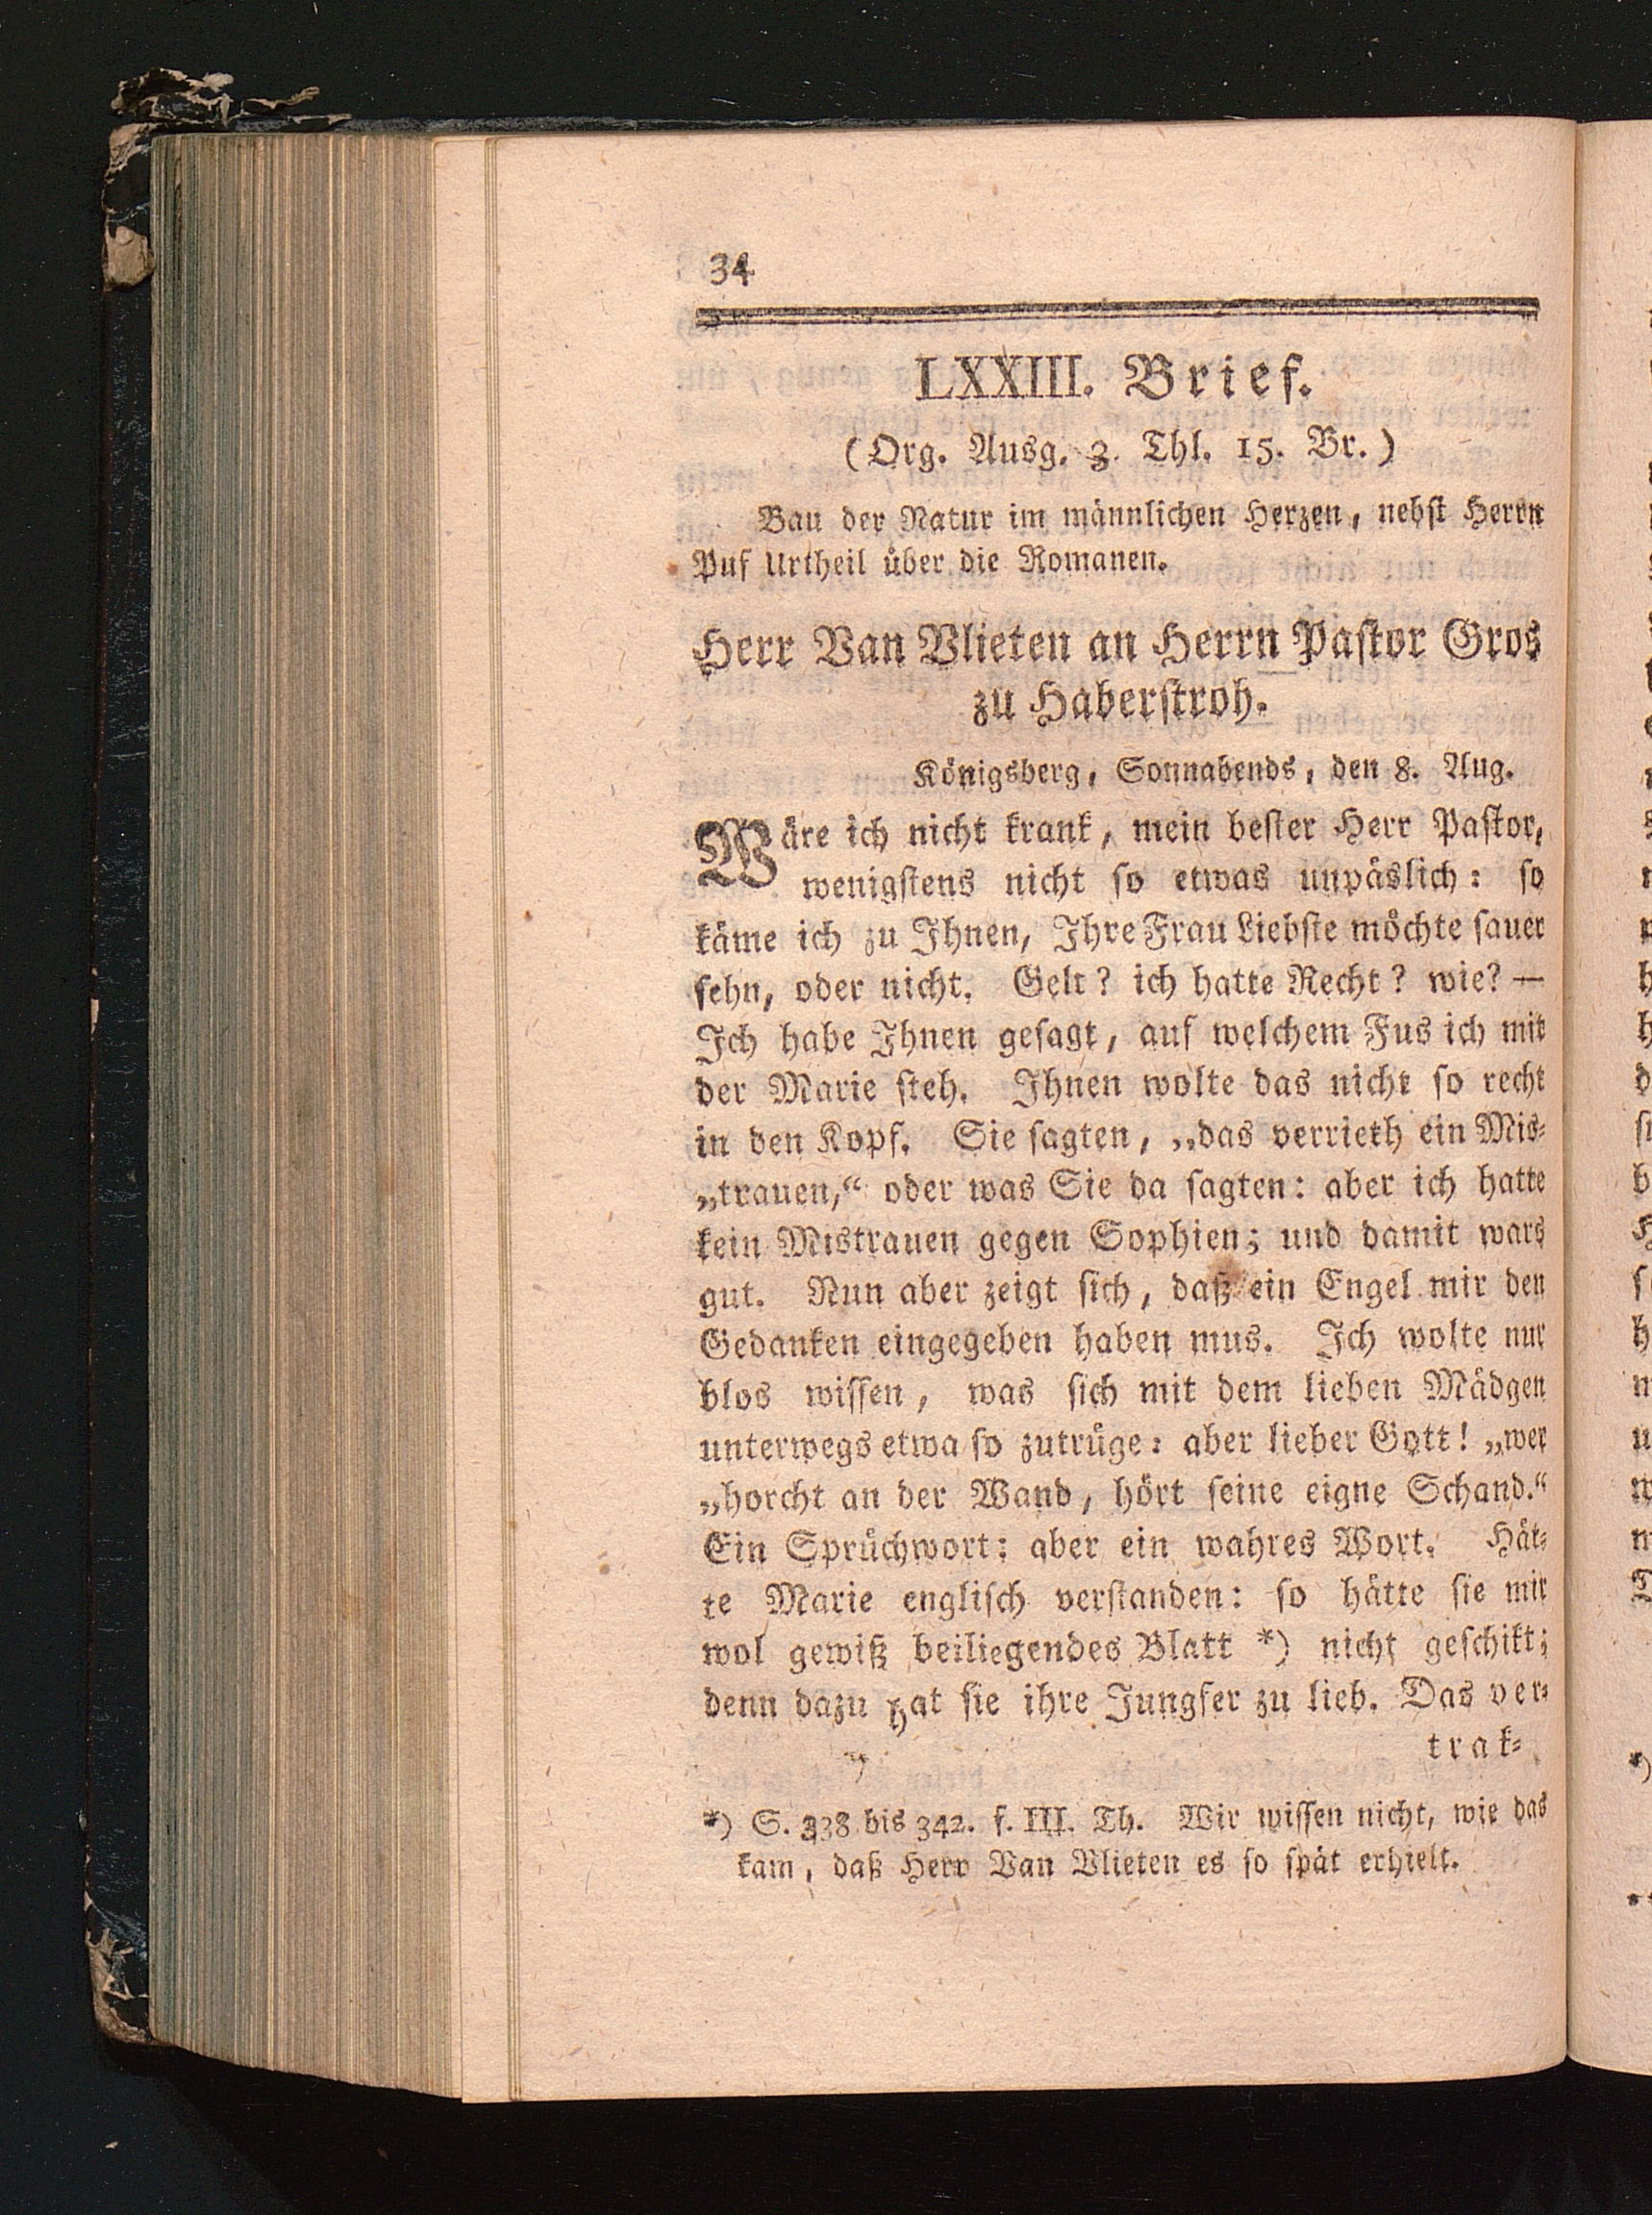 34
LXXIII. Brief.
(Org. Ausg. 3. Thl. 15. Br.)
Bau der Natur im männlichen Herzen, nebſt Herrn
Puf Urtheil über die Romanen.
Herr Van Vlieten an Herrn Paſtor Gros
zu Haberſtroh.
Königsberg, Sonnabends, den 8. Aug.
Wäre ich nicht krank, mein beſter Herr Paſtor,
wenigſtens nicht ſo etwas unpäslich: ſo
käme ich zu Ihnen, Ihre Frau Liebſte möchte ſauer
ſehn, oder nicht. Gelt? ich hatte Recht? wie? —
Ich habe Ihnen geſagt, auf welchem Fus ich mit
der Marie ſteh. Ihnen wolte das nicht ſo recht
in den Kopf. Sie ſagten, „das verrieth ein Mis-
„trauen,“ oder was Sie da ſagten: aber ich hatte
kein Mistrauen gegen Sophien; und damit wars
gut. Nun aber zeigt ſich, daß ein Engel mir den
Gedanken eingegeben haben mus. Ich wolte nur
blos wiſſen, was ſich mit dem lieben Mädgen
unterwegs etwa ſo zutrüge: aber lieber Gott! „wer
„horcht an der Wand, hört ſeine eigne Schand.“
Ein Sprüchwort: aber ein wahres Wort. Hät-
te Marie engliſch verſtanden: ſo hätte ſie mir
wol gewiß beiliegendes Blatt *) nicht geſchikt;
denn dazu hat ſie ihre Jungfer zu lieb. Das ver-
trak-
*) S. 338 bis 342. f. III. Th. Wir wiſſen nicht, wie das
kam, daß Herr Van Vlieten es ſo ſpät erhielt.